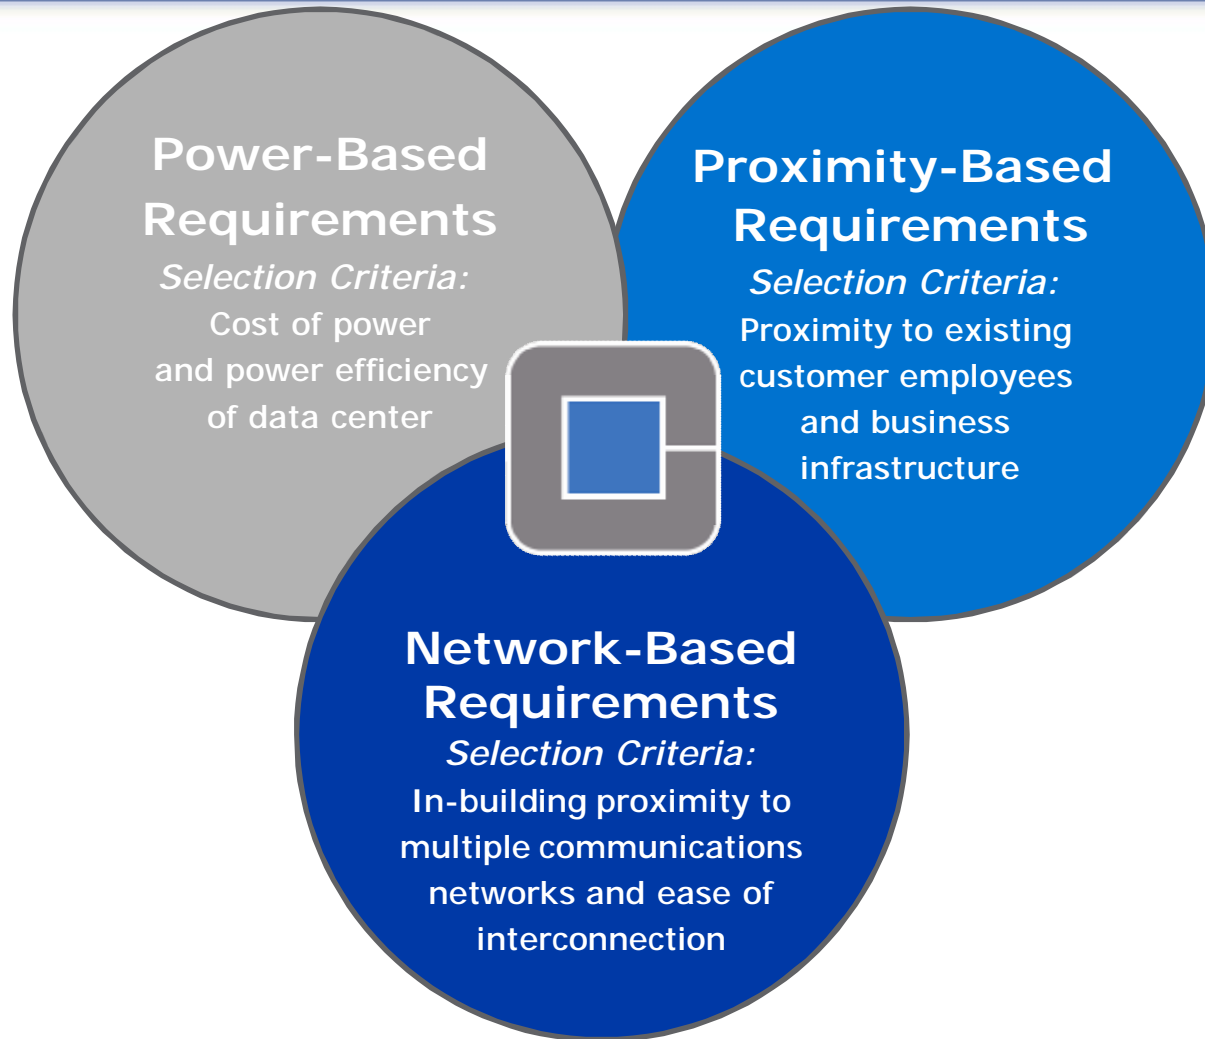 Power-Based
Requirements
Selection Criteria:
Cost of power
and power efficiency
of data center
Proximity-Based
Requirements
Selection Criteria:
Proximity to existing
customer employees
and business
infrastructure
Network-Based
Requirements
Selection Criteria:
In-building proximity to
multiple communications
networks and ease of
interconnection